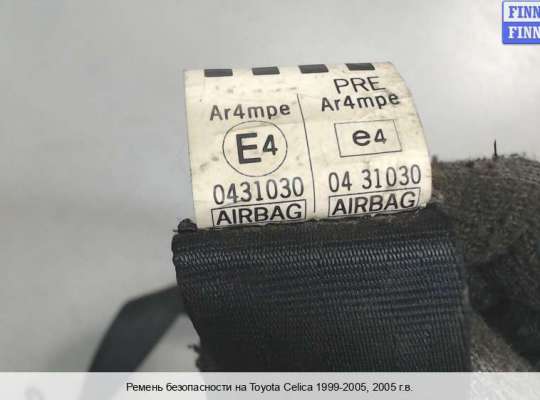 FINN
FINN
PRE
Ar4mpe
Ar4mpe
E4
e4
0431030
04 31030
AIRBAG
AIRBAG
Ремень безопасности на Toyota Celica 1999-2005, 2005 г.в.